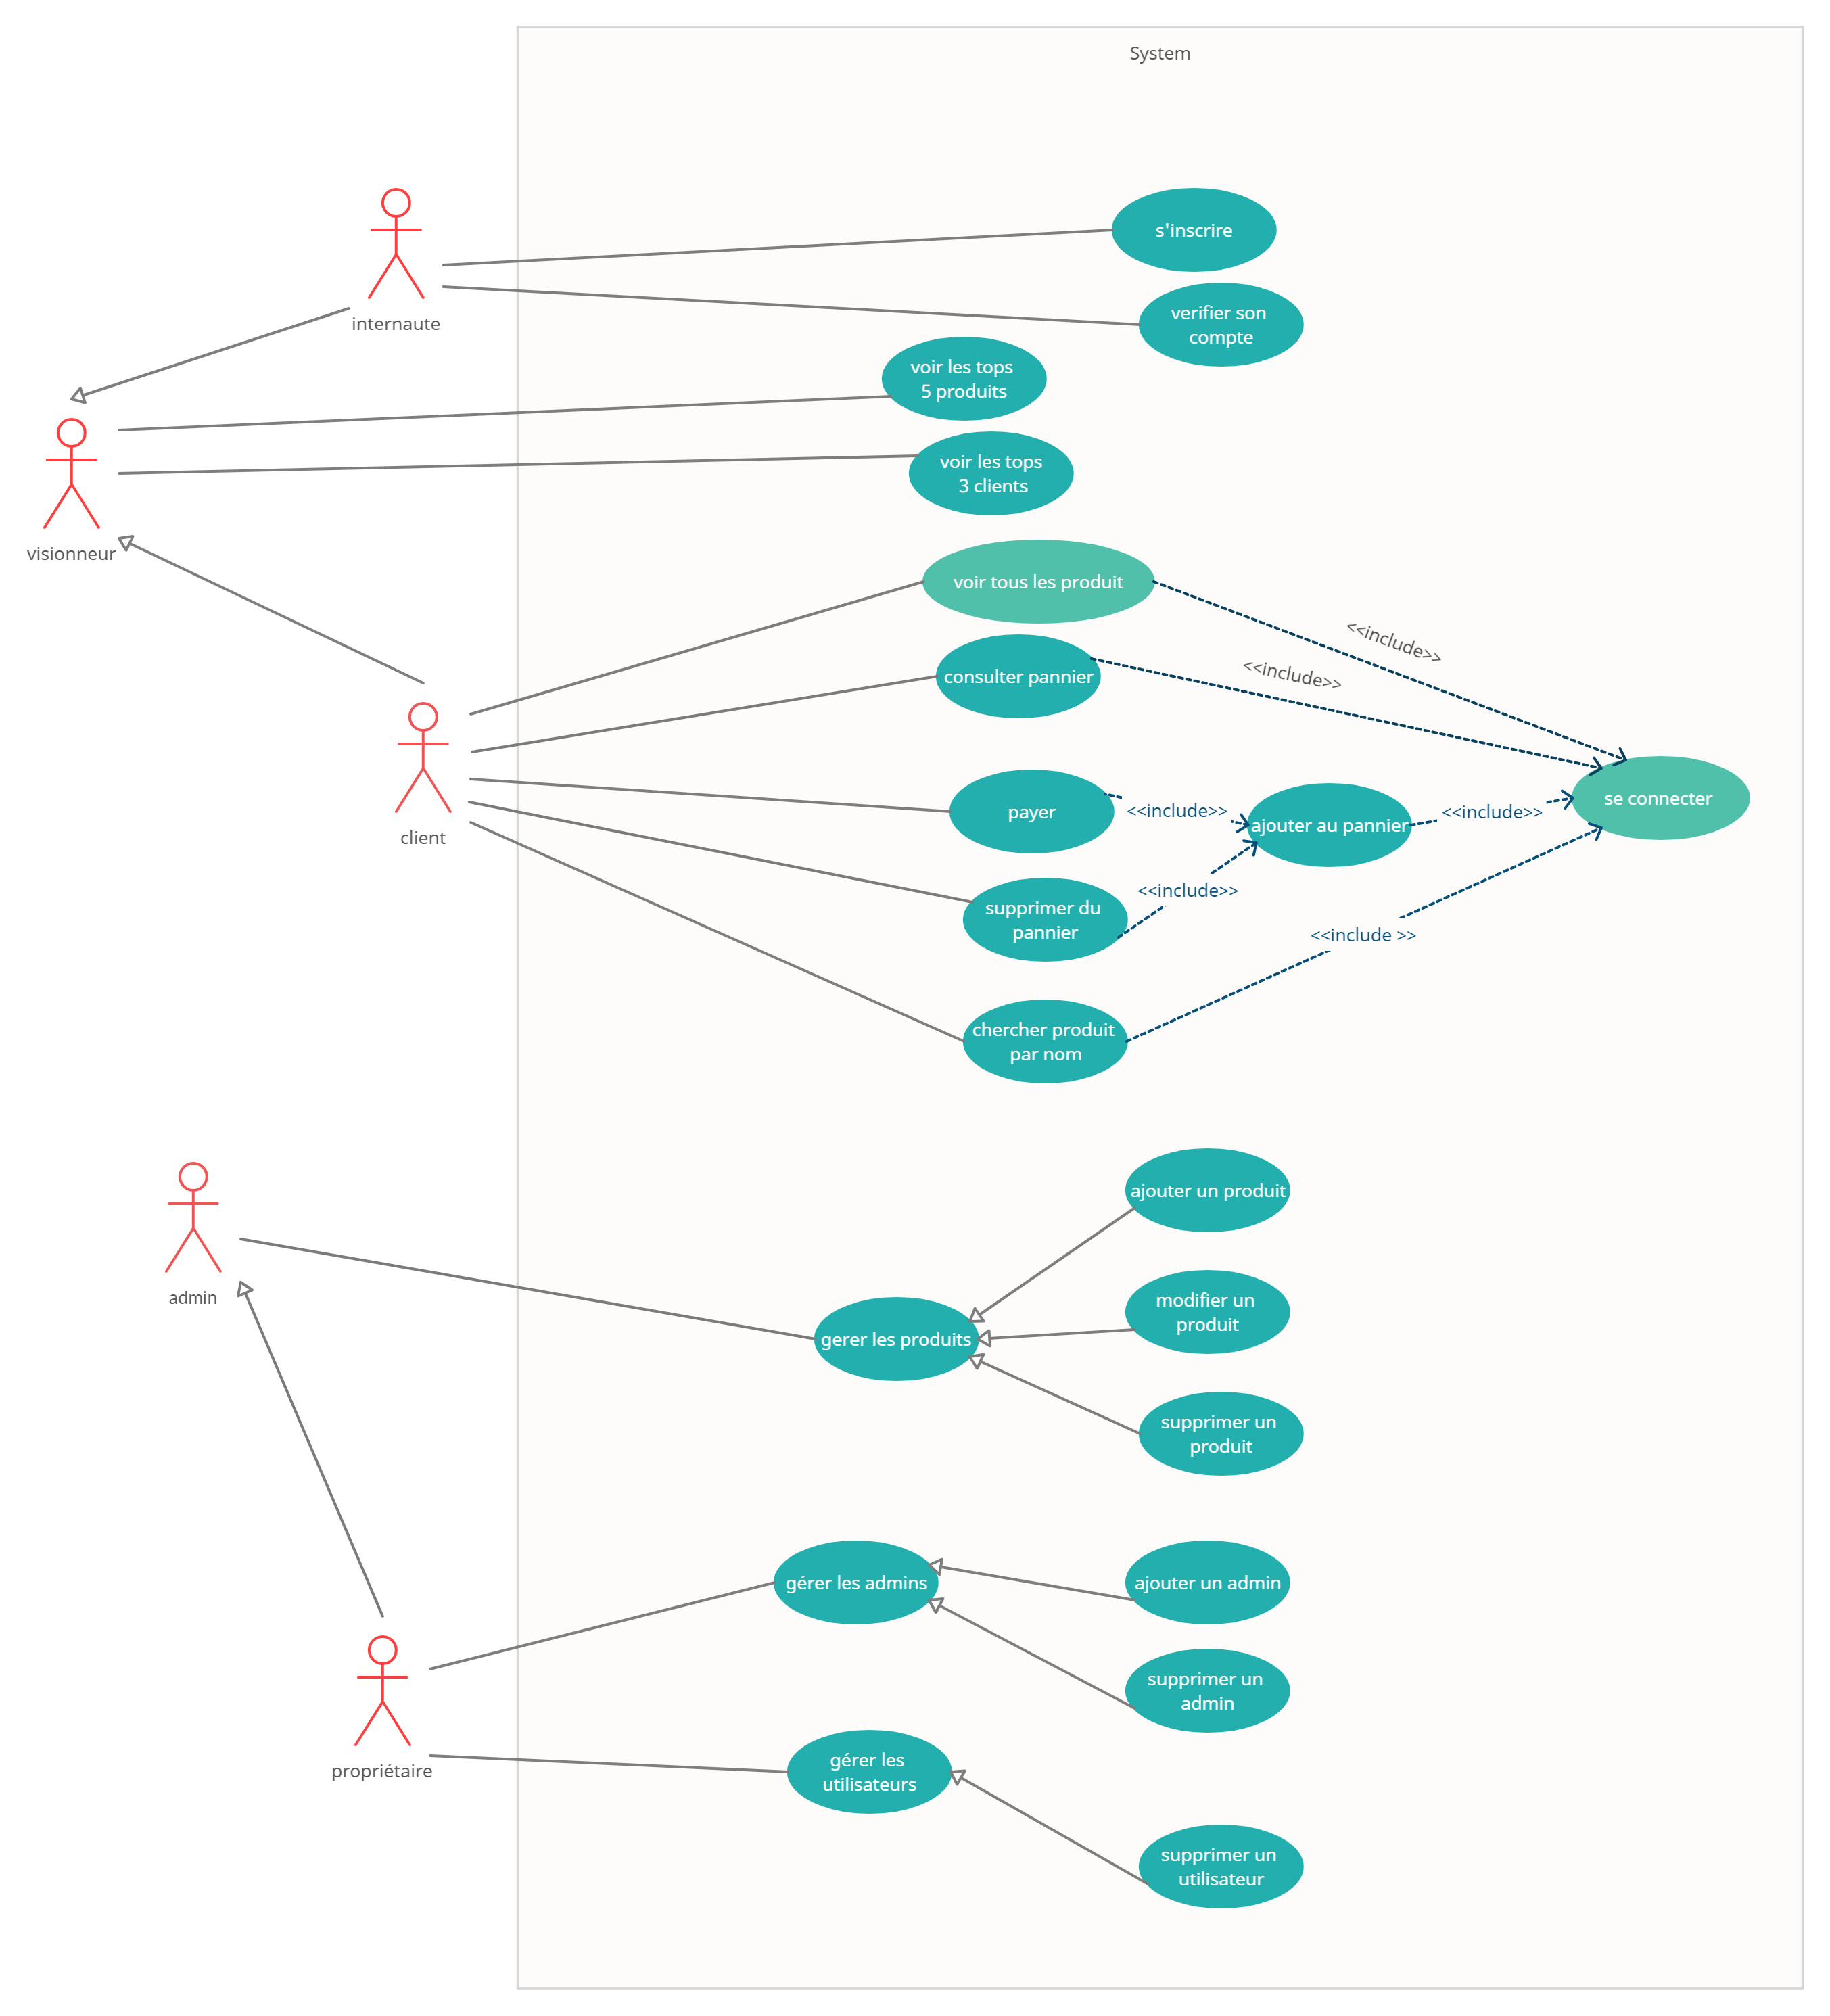 System
s'inscrire
internaute
verifier son
compte
voir les tops
5 produits
voir les tops
3 clients
visionneur
voir tous les produit
<<include>>
consulter pannier
<<include>>
se connecter
payer
<<include>>
ajouter au pannier
<<include>>
client
<<include>>
supprimer du
pannier
<<include >>
chercher produit
par nom
ajouter un produit
admin
modifier un
produit
gerer les produits
supprimer un
produit
gérer les admins
ajouter un admin
supprimer un
admin
propriétaire
gérer les
utilisateurs
supprimer un
utilisateur